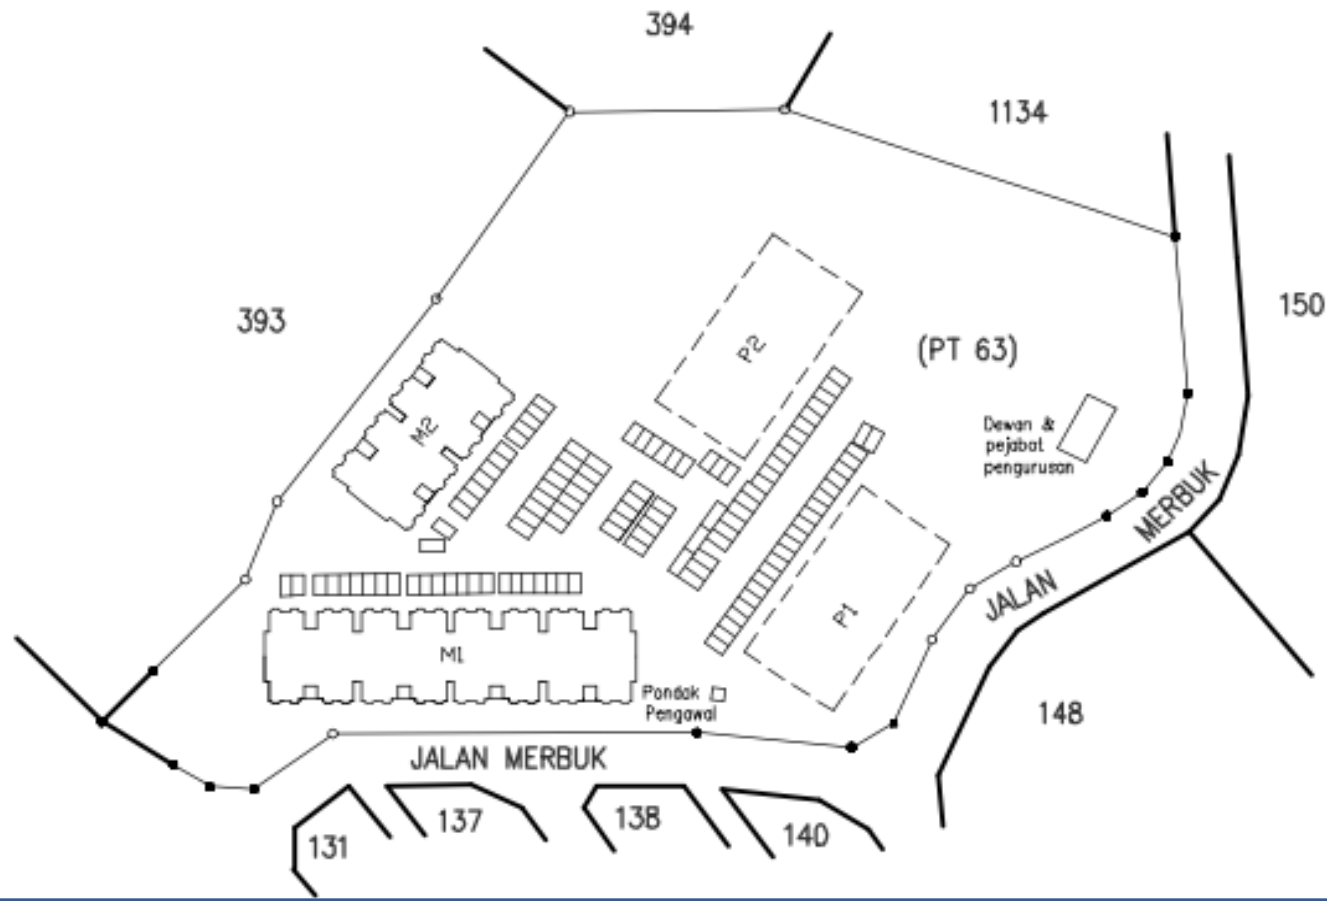 394
1134
393
150
P2
(PT 63)
M2
Dewan &
pejabat
pengurusan
MERBUK
JALAN
P1
M1
Pondok
Pengawal
148
JALAN MERBUK
137
138
140
131